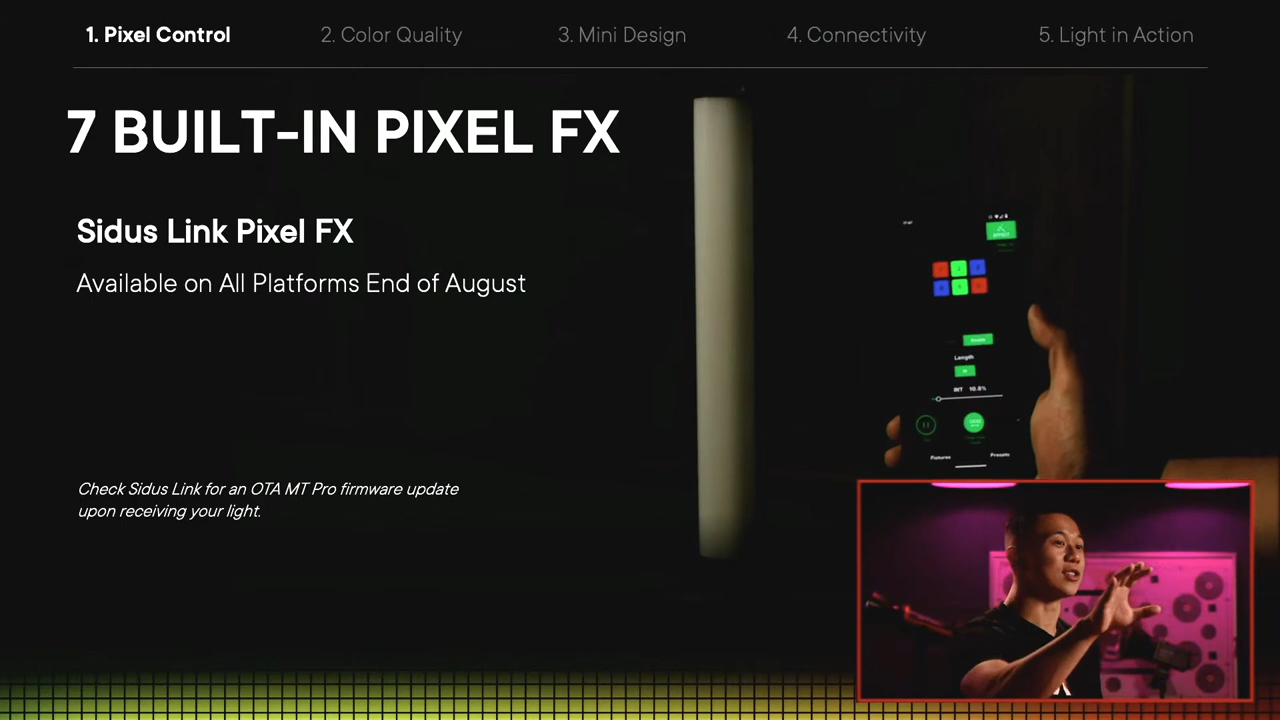 1. Pixel Control
2. Color Quality
3. Mini Design
4. Connectivity
5. Light in Action
7 BUILT-IN PIXEL FX
Sidus Link Pixel FX
Available on All Platforms End of August
Length
INT 10.8%
Fixtures
Presets
Check Sidus Link for an OTA MT Pro firmware update
upon receiving your light.